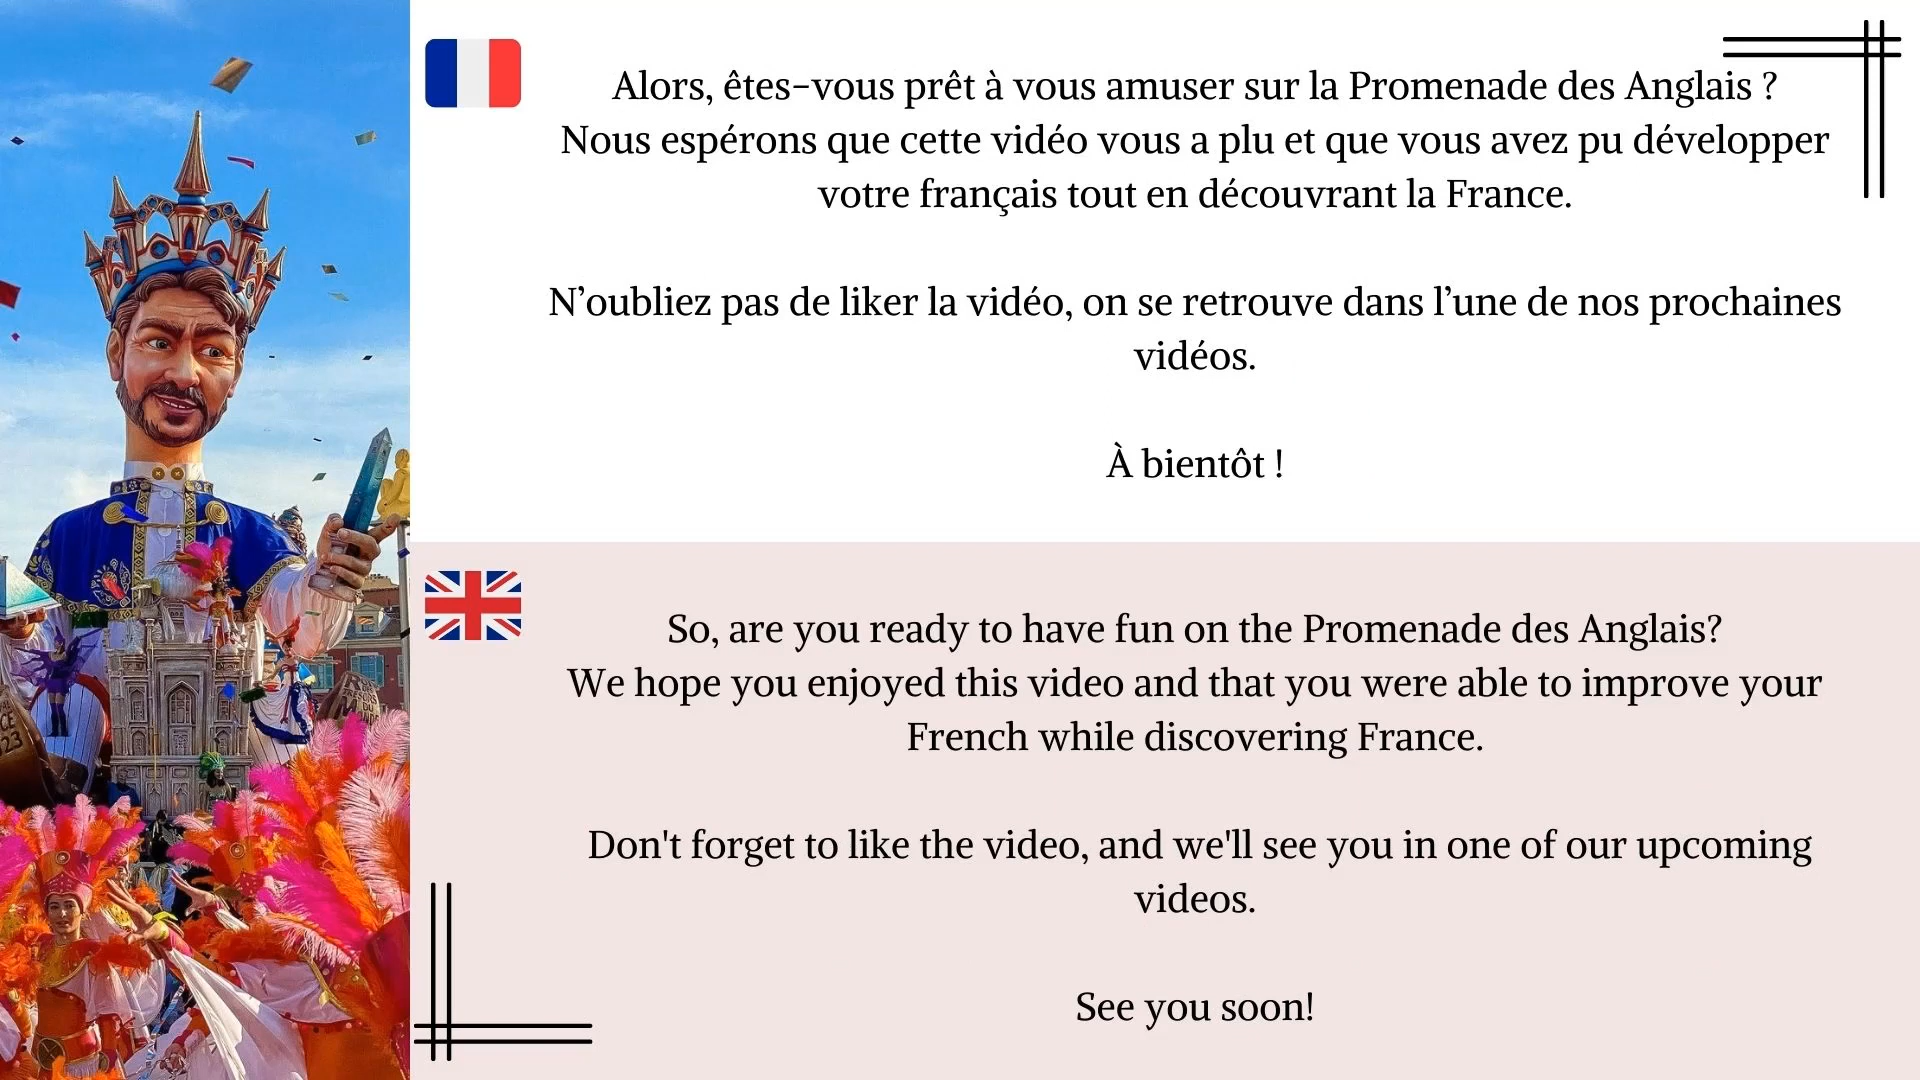 Alors, êtes-vous prêt à vous amuser sur la Promenade des Anglais ?
Nous espérons que cette vidéo vous a plu et que vous avez pu développer
votre français tout en découvrant la France.
N’oubliez pas de liker la vidéo, on se retrouve dans l’une de nos prochaines
vidéos.
À bientôt !
So, are you ready to have fun on the Promenade des Anglais?
We hope you enjoyed this video and that you were able to improve your
French while discovering France.
Don't forget to like the video, and we'll see you in one of our upcoming
videos.
See you soon!